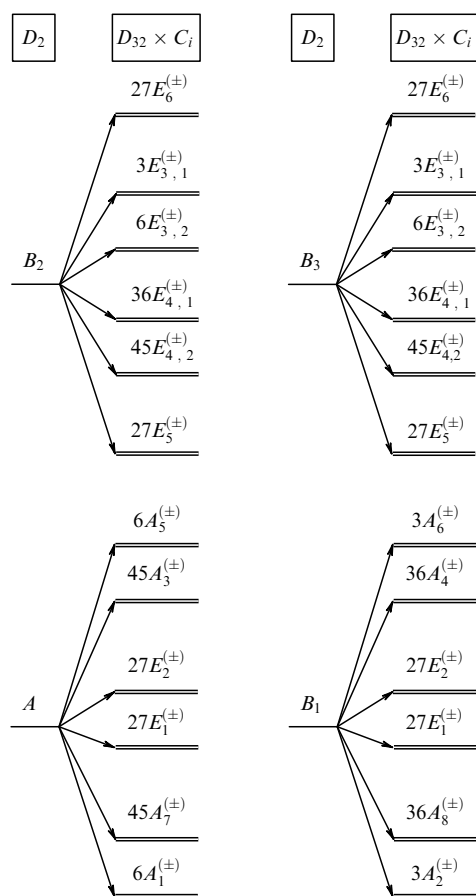 D₂ D₃₂ × Cᵢ D₂ D₃₂ × Cᵢ
27E₆^(±) 27E₆^(±)
3E₃,₁^(±) 3E₃,₁^(±)
6E₃,₂^(±) 6E₃,₂^(±)
B₂ B₃
36E₄,₁^(±) 36E₄,₁^(±)
45E₄,₂^(±) 45E₄,₂^(±)
27E₅^(±) 27E₅^(±)
6A₅^(±) 3A₆^(±)
45A₃^(±) 36A₄^(±)
27E₂^(±) 27E₂^(±)
A B₁
27E₁^(±) 27E₁^(±)
45A₇^(±) 36A₈^(±)
6A₁^(±) 3A₂^(±)